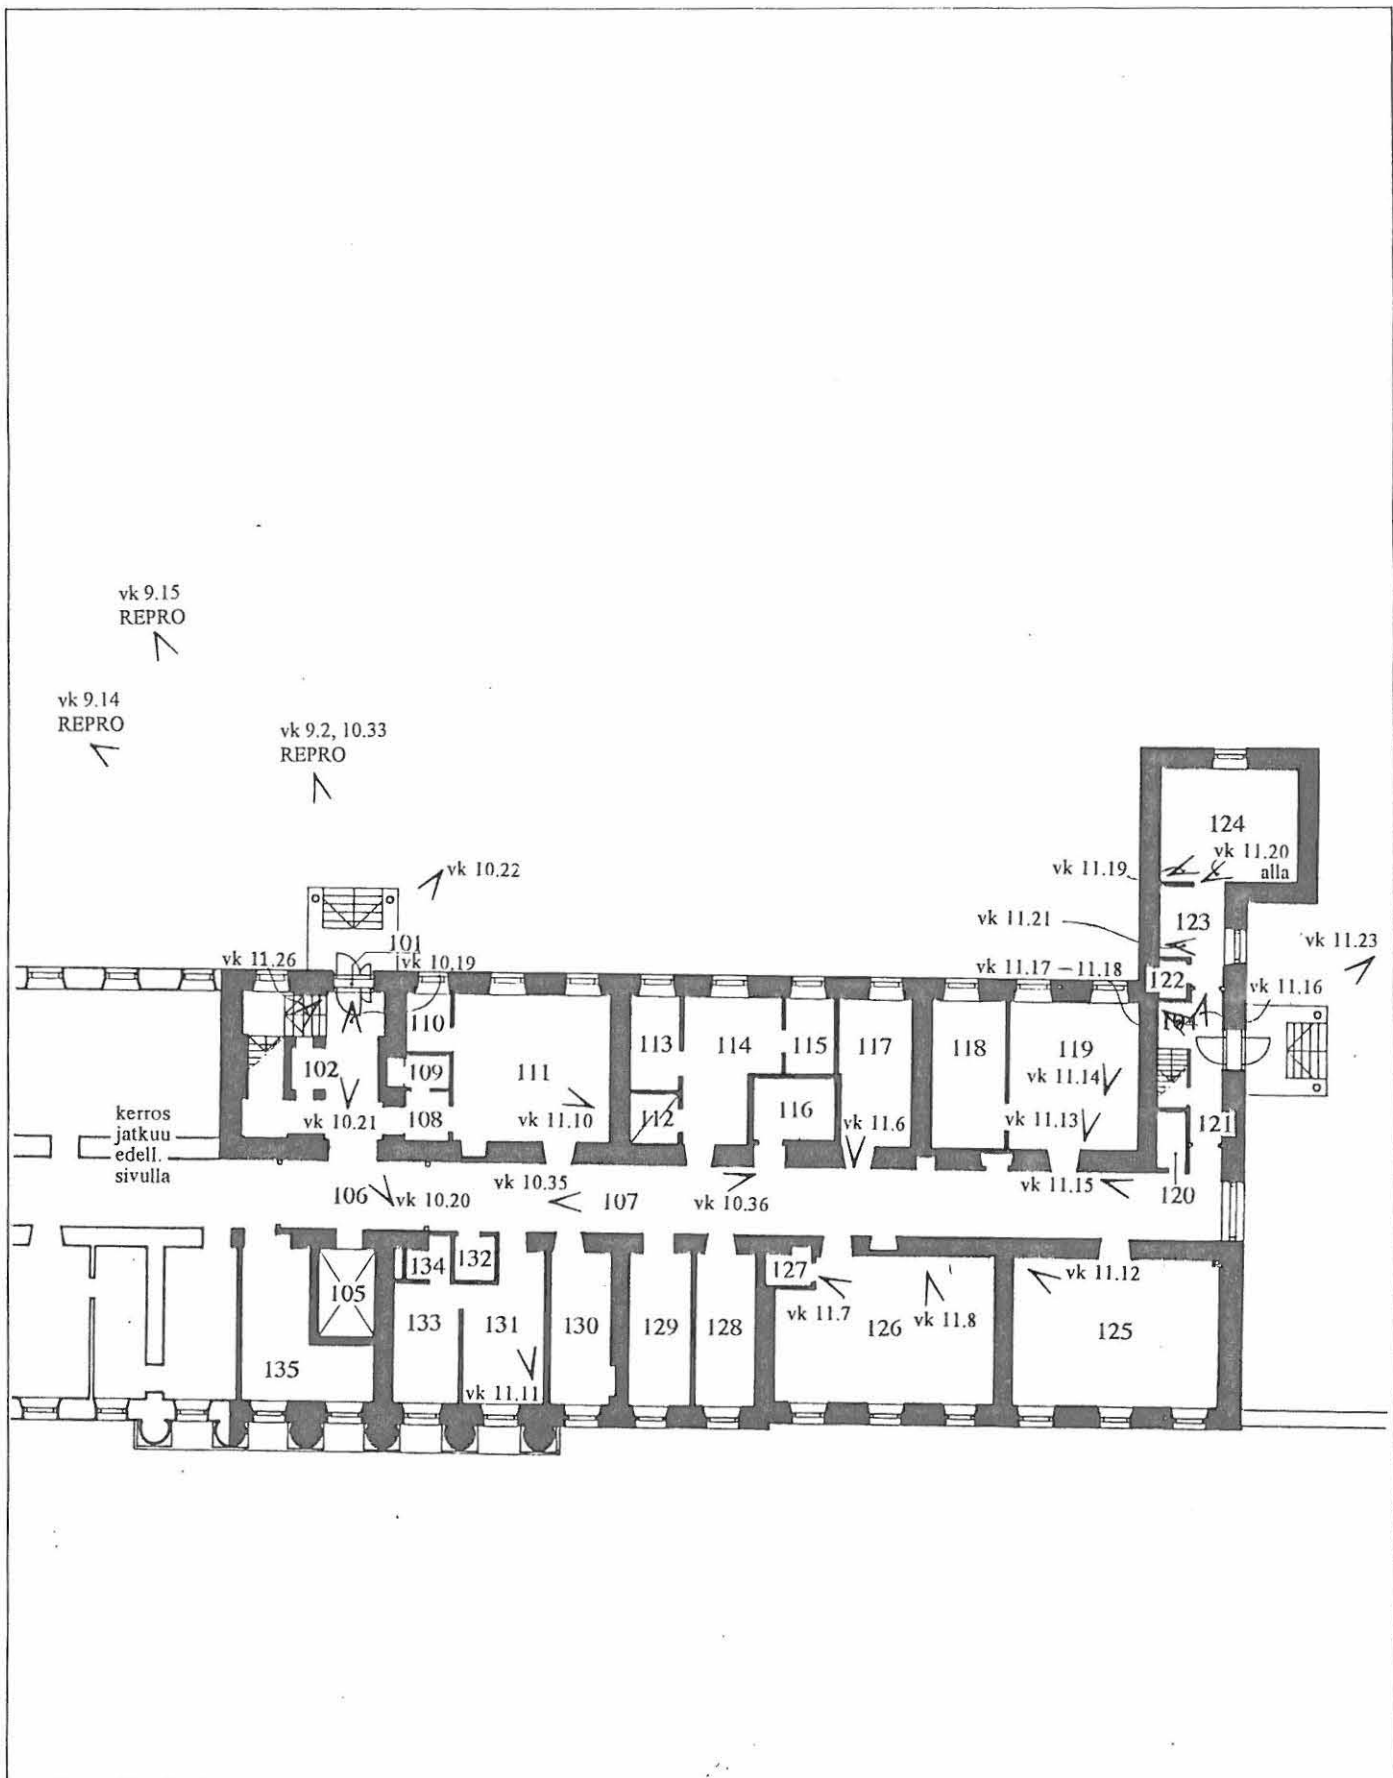 vk 9.15
REPRO
vk 9.14
REPRO
vk 9.2, 10.33
REPRO
vk 10.22
124
vk 11.20
alla
vk 11.19
vk 11.21
123
vk 11.23
101
vk 11.26
vk 10.19
vk 11.17 – 11.18
122
vk 11.16
110
113
114
115
117
118
119
102
109
111
vk 11.14
112
116
kerros
jatkuu
edell.
sivulla
vk 10.21
108
vk 11.10
vk 11.6
vk 11.13
121
106
vk 10.20
vk 10.35
107
vk 10.36
vk 11.15
120
134
132
127
vk 11.12
105
133
131
130
129
128
vk 11.7
126
vk 11.8
125
135
vk 11.11